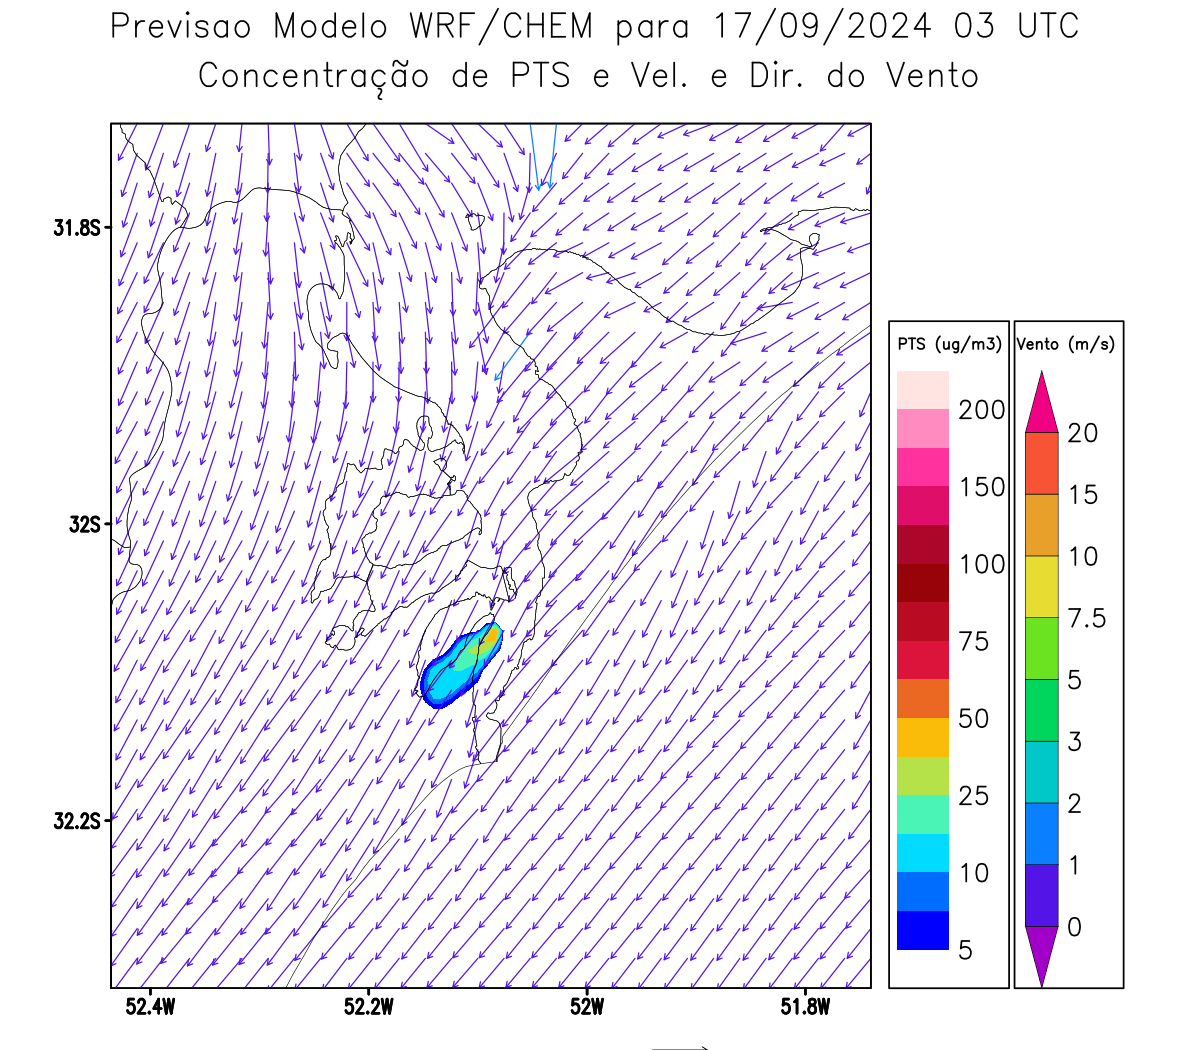 Previsao Modelo WRF/CHEM para 17/09/2024 03 UTC
Concentração de PTS e Vel. e Dir. do Vento
31.8S
32S
32.2S
52.4W
52.2W
52W
51.8W
PTS (ug/m3)
200
150
100
75
50
25
10
5
Vento (m/s)
20
15
10
7.5
5
3
2
1
0